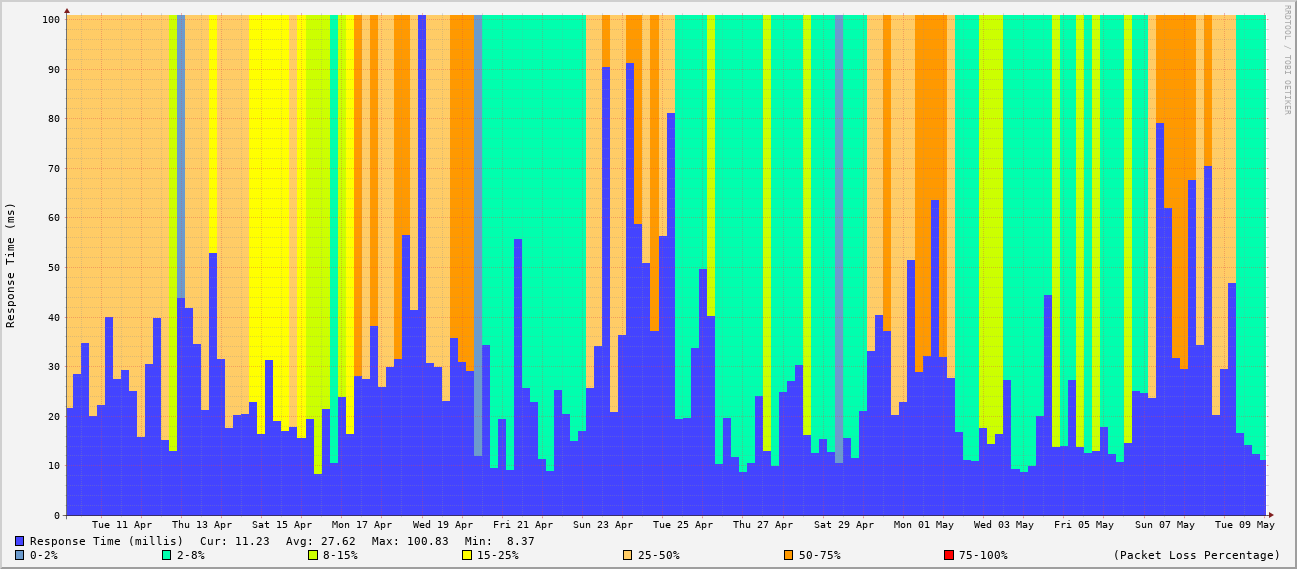 RRDTOOL / TOBI OETIKER
Response Time (ms)
100
90
80
70
60
50
40
30
20
10
0
Tue 11 Apr Thu 13 Apr Sat 15 Apr Mon 17 Apr Wed 19 Apr Fri 21 Apr Sun 23 Apr Tue 25 Apr Thu 27 Apr Sat 29 Apr Mon 01 May Wed 03 May Fri 05 May Sun 07 May Tue 09 May
Response Time (millis) Cur: 11.23 Avg: 27.62 Max: 100.83 Min: 8.37
0-2% 2-8% 8-15% 15-25% 25-50% 50-75% 75-100% (Packet Loss Percentage)